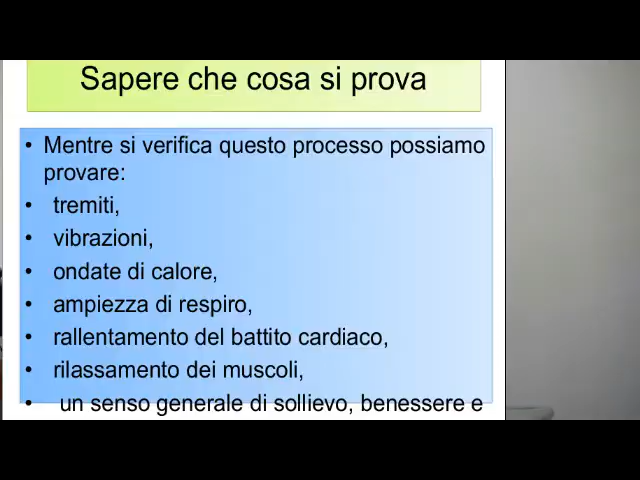 Sapere che cosa si prova
• Mentre si verifica questo processo possiamo
provare:
• tremiti,
• vibrazioni,
• ondate di calore,
• ampiezza di respiro,
• rallentamento del battito cardiaco,
• rilassamento dei muscoli,
• un senso generale di sollievo, benessere e